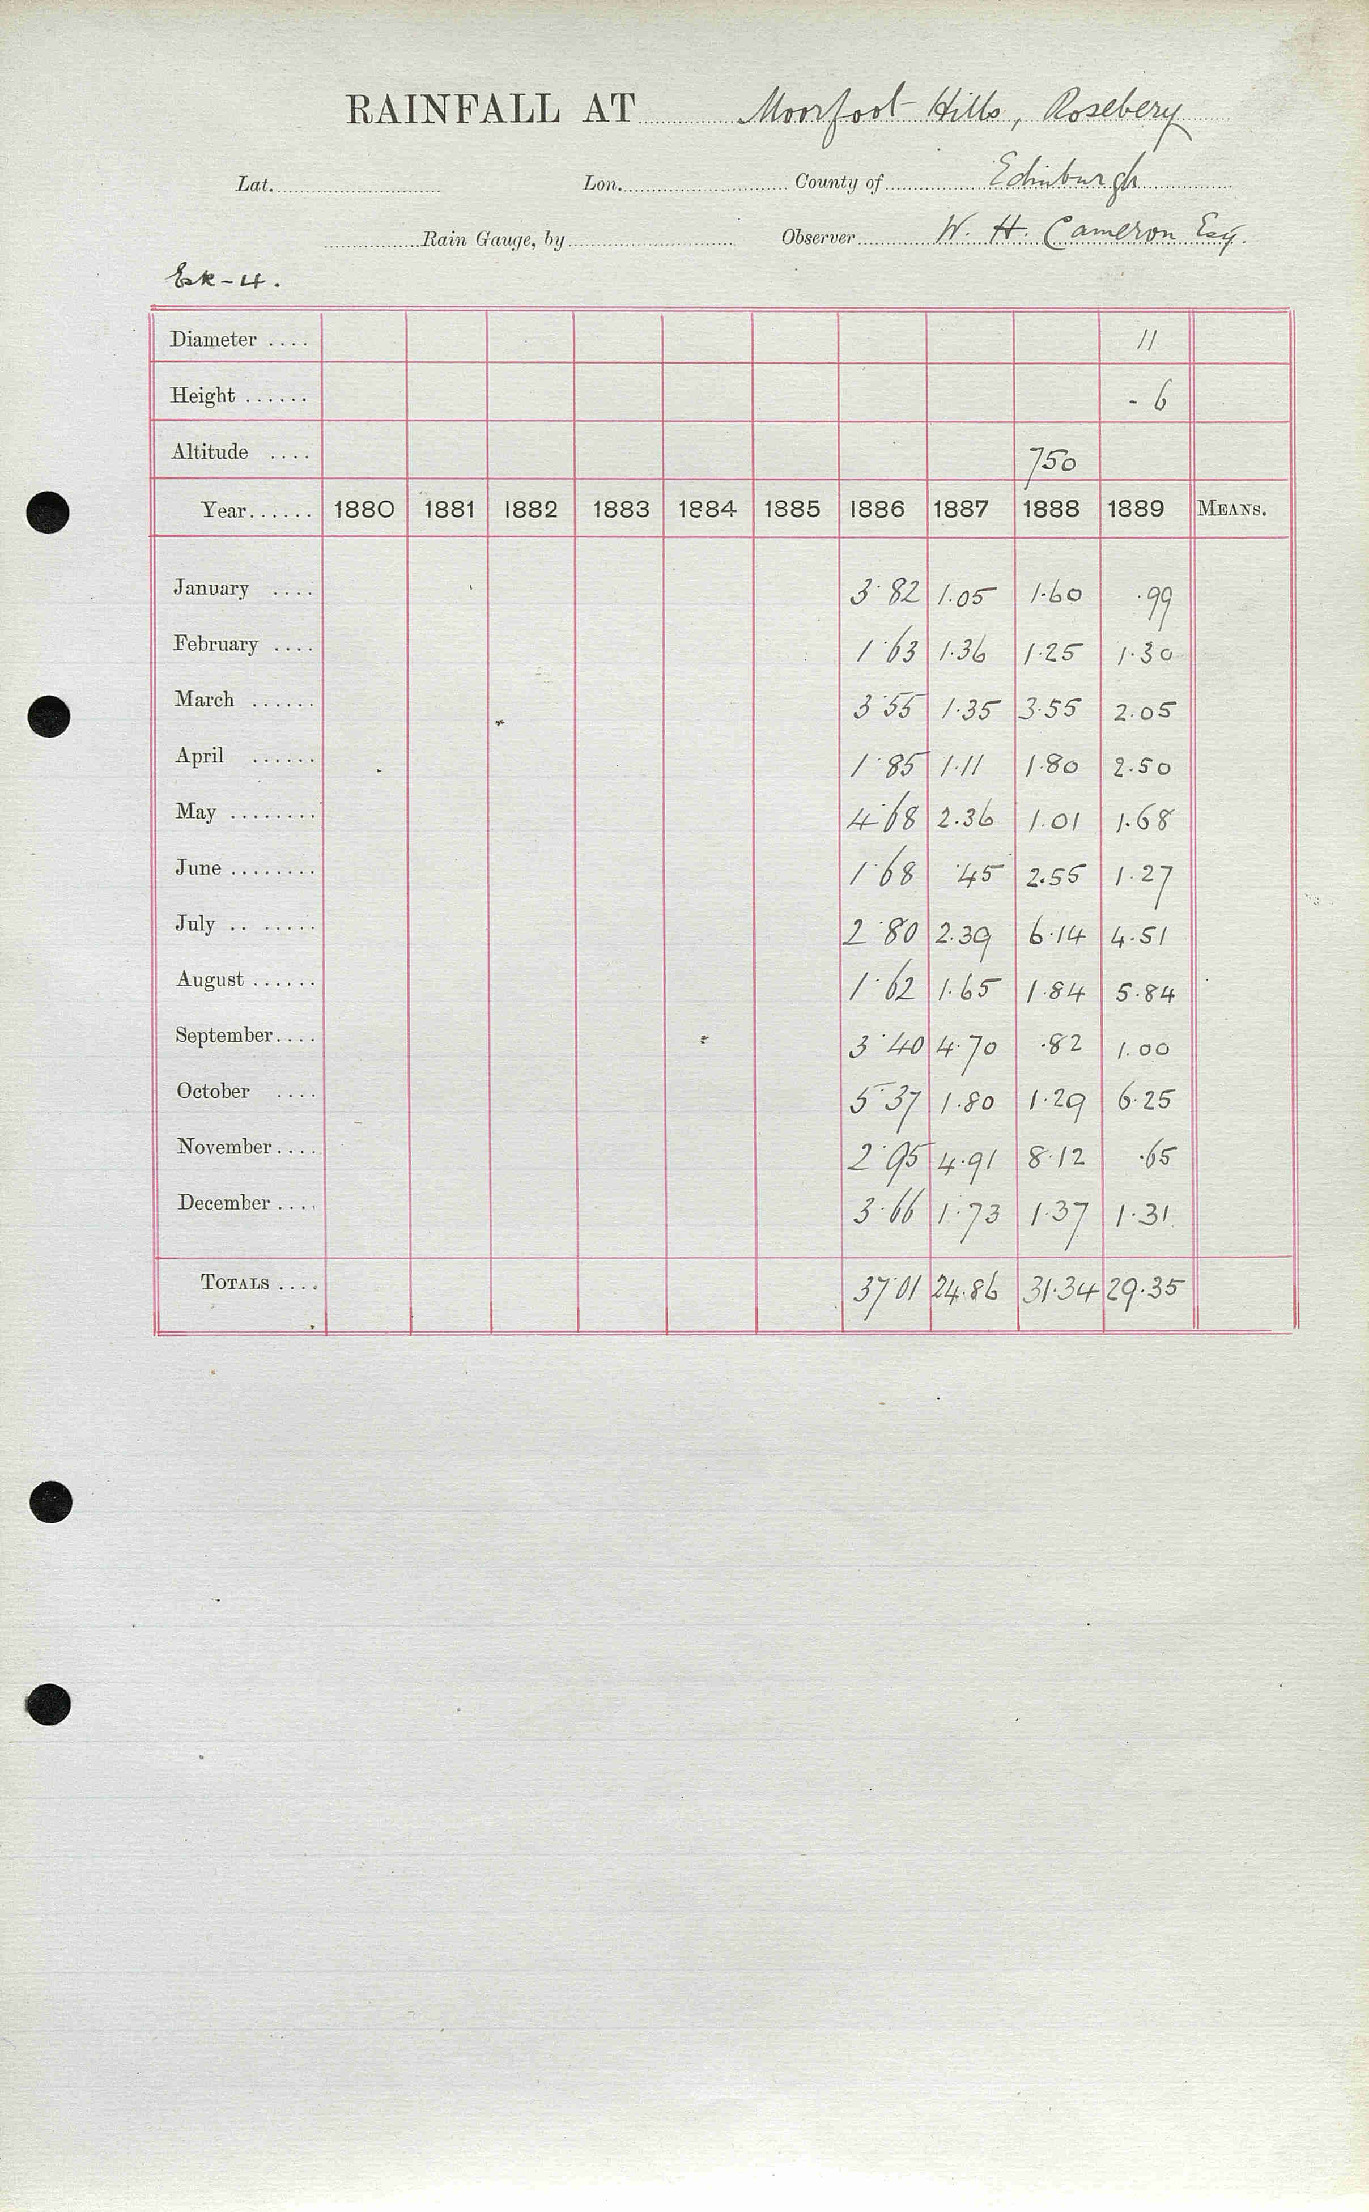 RAINFALL AT Moorfoot Hills, Rosebery
Lat. Lon. County of Edinburgh
Rain Gauge, by Observer W. H. Cameron Esq.
Esk-4.
Diameter .... 11
Height ...... - 6
Altitude .... 750
Year...... 1880 1881 1882 1883 1884 1885 1886 1887 1888 1889 MEANS.
January .... 3.82 1.05 1.60 .99
February .... 1.63 1.36 1.25 1.30
March ...... 3.55 1.35 3.55 2.05
April ...... 1.85 1.11 1.80 2.50
May ........ 4.68 2.36 1.01 1.68
June ........ 1.68 .45 2.55 1.27
July .. ..... 2.80 2.39 6.14 4.51
August ...... 1.62 1.65 1.84 5.84
September.... 3.40 4.70 .82 1.00
October .... 5.37 1.80 1.29 6.25
November.... 2.95 4.91 8.12 .65
December .... 3.66 1.73 1.37 1.31
TOTALS .... 37.01 24.86 31.34 29.35